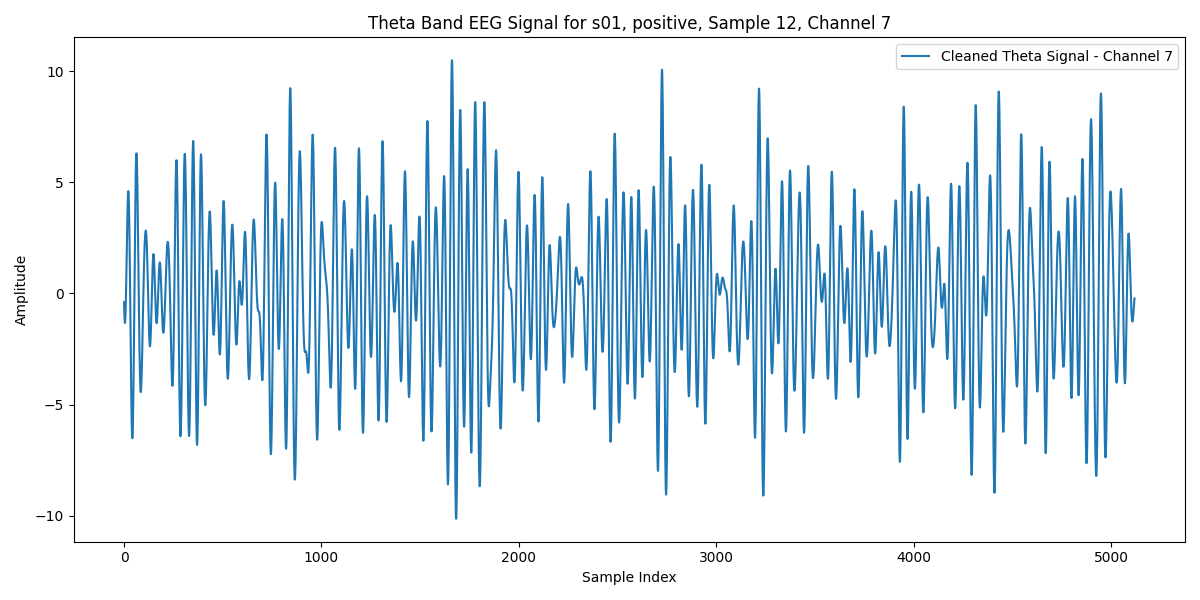 Theta Band EEG Signal for s01, positive, Sample 12, Channel 7
Cleaned Theta Signal - Channel 7
Amplitude
10
5
0
−5
−10
0 1000 2000 3000 4000 5000
Sample Index